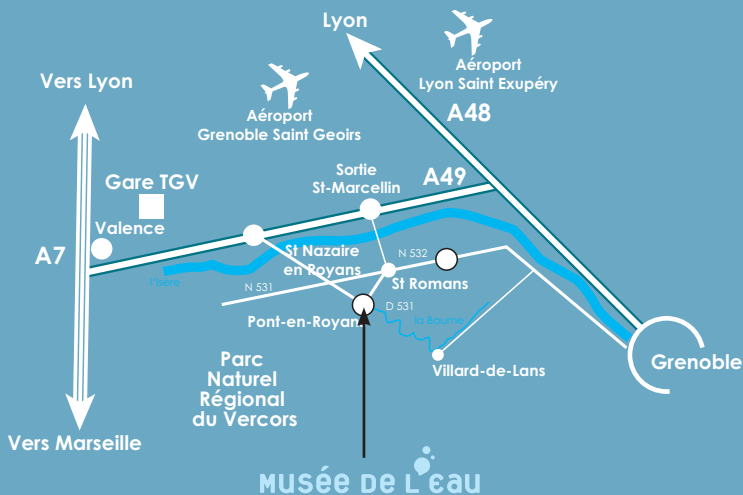 Lyon
Aéroport
Lyon Saint Exupéry
Vers Lyon
Aéroport
Grenoble Saint Geoirs
A48
Sortie
St-Marcellin
A49
Gare TGV
Valence
A7
St Nazaire
en Royans
N 532
l'Isère
N 531
St Romans
D 531
Pont-en-Royans
la Bourne
Villard-de-Lans
Grenoble
Parc
Naturel
Régional
du Vercors
Vers Marseille
MUSÉE DE L'EAU